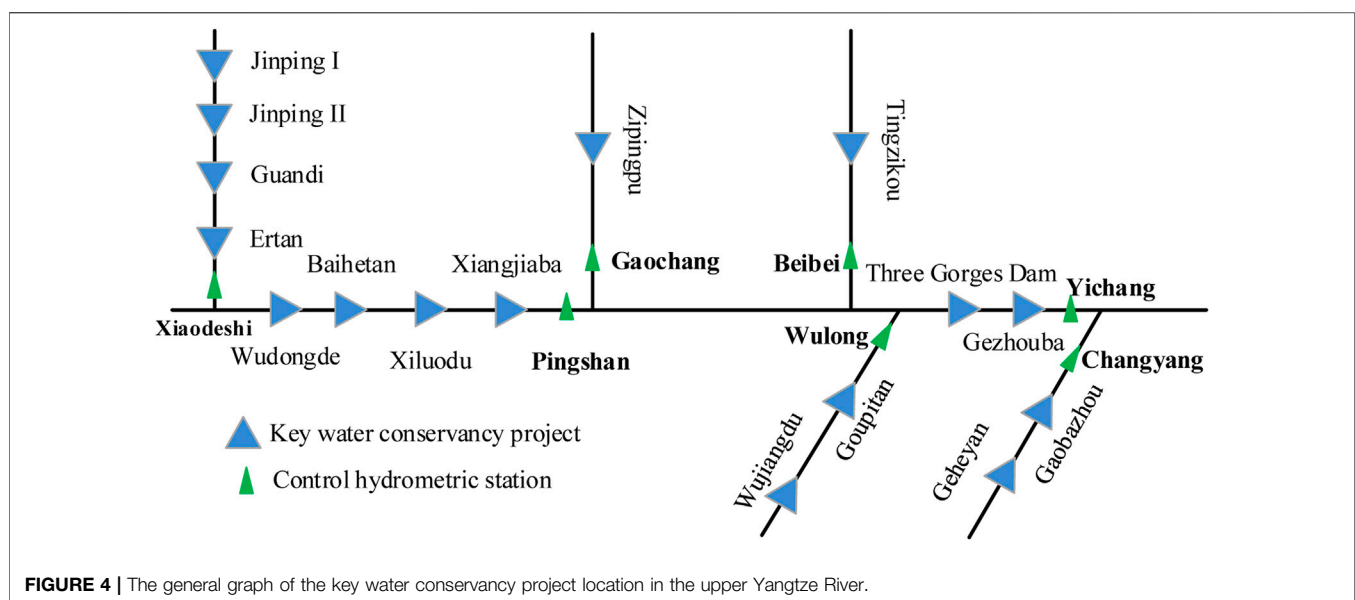 Jinping I
Jinping II
Guandi
Ertan
Zipingpu
Tingzikou
Baihetan
Xiangjiaba
Gaochang
Beibei
Three Gorges Dam
Yichang
Xiaodeshi
Wudongde
Xiluodu
Pingshan
Wulong
Gezhouba
Changyang
Wujiangdu
Goupitan
Geheyan
Gaobazhou
Key water conservancy project
Control hydrometric station
FIGURE 4 | The general graph of the key water conservancy project location in the upper Yangtze River.